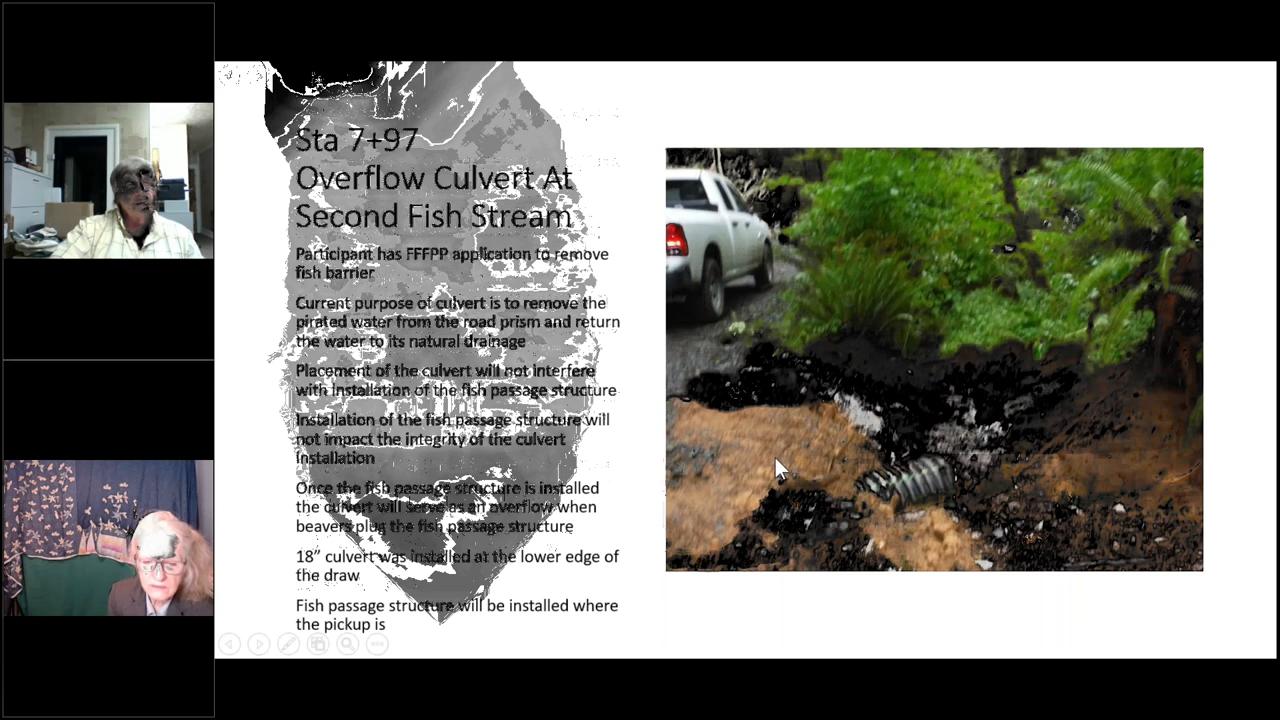 Sta 7+97
Overflow Culvert At
Second Fish Stream
Participant has FFFPP application to remove
fish barrier
Current purpose of culvert is to remove the
pirated water from the road prism and return
the water to its natural drainage
Placement of the culvert will not interfere
with installation of the fish passage structure
Installation of the fish passage structure will
not impact the integrity of the culvert
installation
Once the fish passage structure is installed
the culvert will serve as an overflow when
beavers plug the fish passage structure
18” culvert was installed at the lower edge of
the draw
Fish passage structure will be installed where
the pickup is